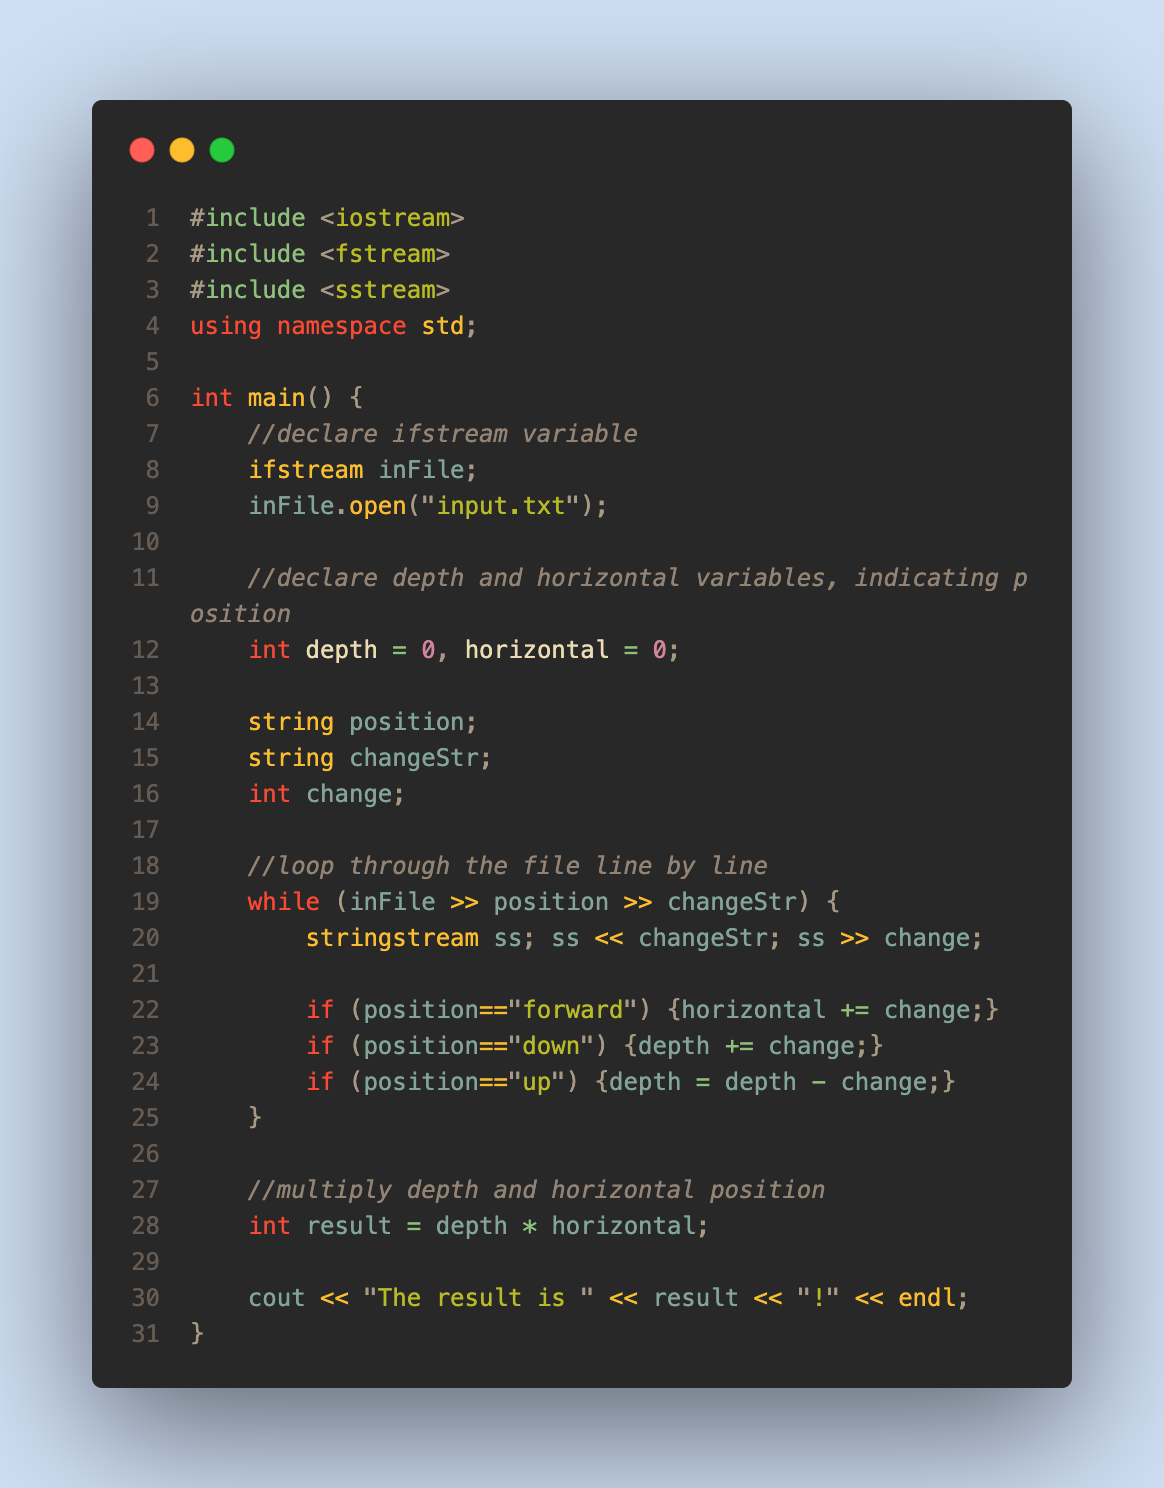 1 #include <iostream>
2 #include <fstream>
3 #include <sstream>
4 using namespace std;
5
6 int main() {
7     //declare ifstream variable
8     ifstream inFile;
9     inFile.open("input.txt");
10
11     //declare depth and horizontal variables, indicating p
osition
12     int depth = 0, horizontal = 0;
13
14     string position;
15     string changeStr;
16     int change;
17
18     //loop through the file line by line
19     while (inFile >> position >> changeStr) {
20         stringstream ss; ss << changeStr; ss >> change;
21
22         if (position=="forward") {horizontal += change;}
23         if (position=="down") {depth += change;}
24         if (position=="up") {depth = depth - change;}
25     }
26
27     //multiply depth and horizontal position
28     int result = depth * horizontal;
29
30     cout << "The result is " << result << "!" << endl;
31 }